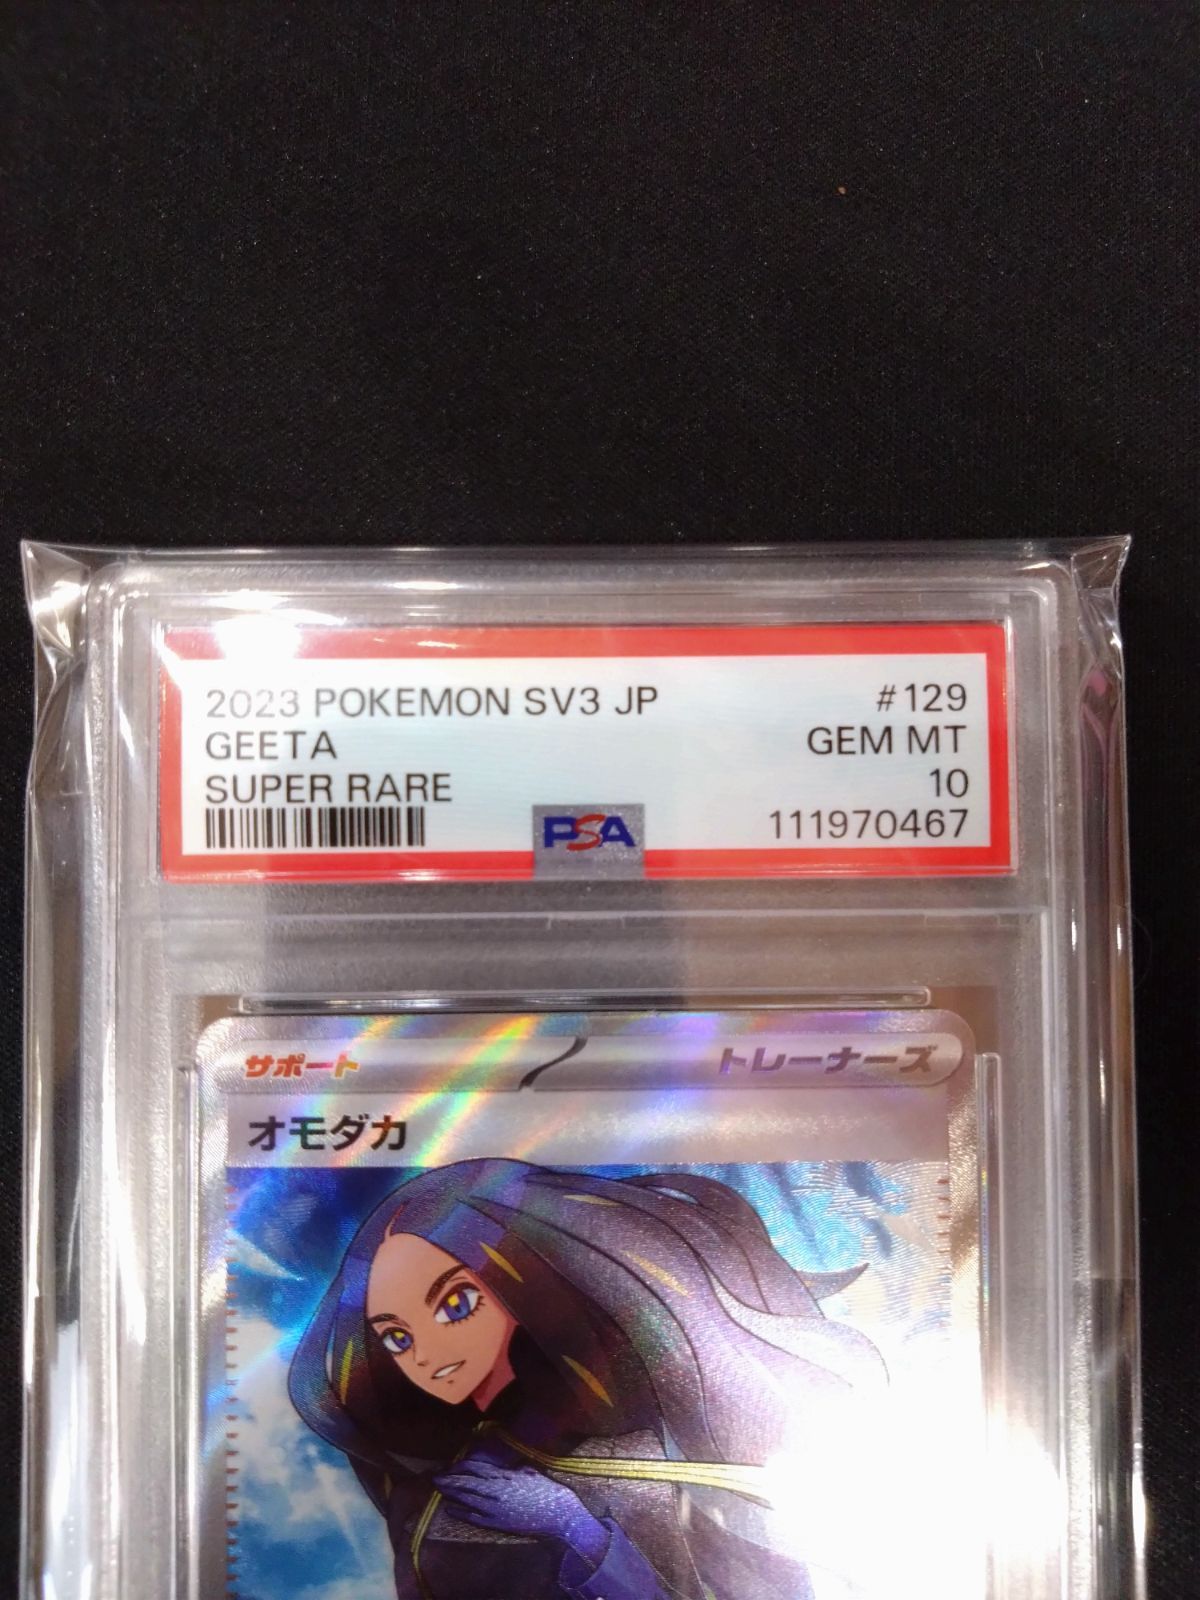 2023 POKEMON SV3 JP #129
GEETA GEM MT
SUPER RARE 10
PSA 111970467
サポート トレーナーズ
オモダカ